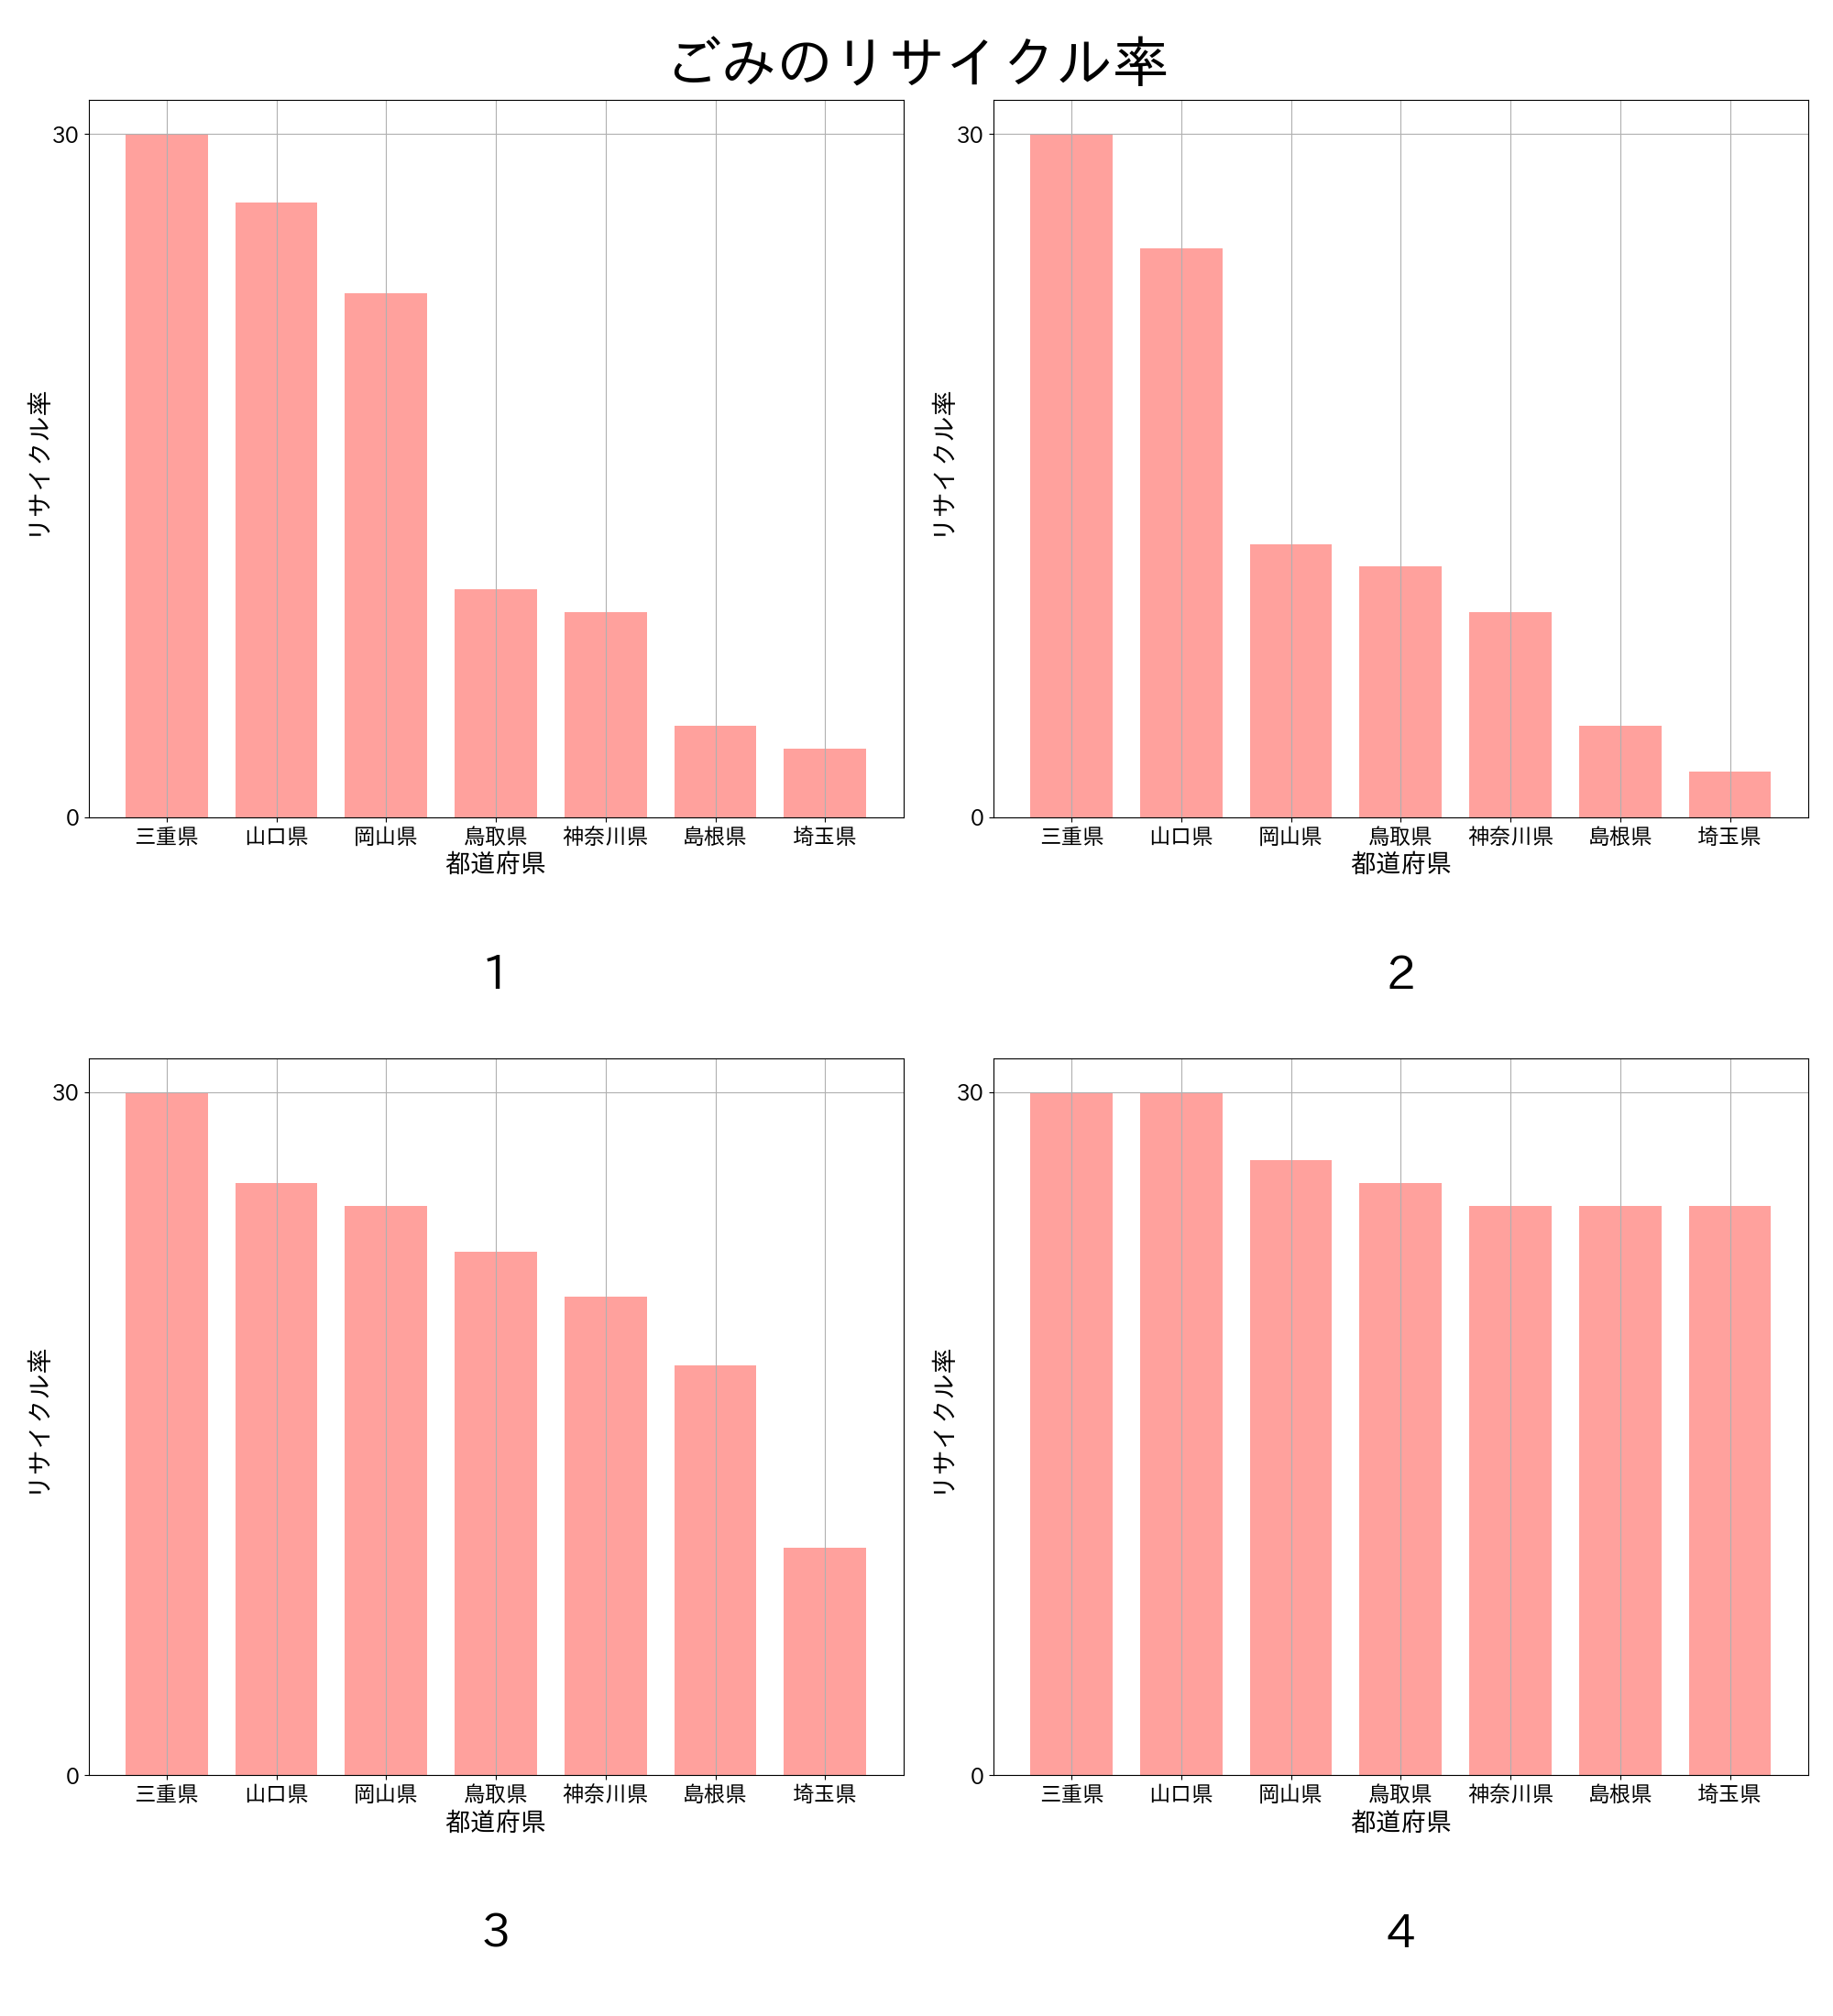 ごみのリサイクル率
30
0
リサイクル率
三重県 山口県 岡山県 鳥取県 神奈川県 島根県 埼玉県
都道府県
1
30
0
リサイクル率
三重県 山口県 岡山県 鳥取県 神奈川県 島根県 埼玉県
都道府県
2
30
0
リサイクル率
三重県 山口県 岡山県 鳥取県 神奈川県 島根県 埼玉県
都道府県
3
30
0
リサイクル率
三重県 山口県 岡山県 鳥取県 神奈川県 島根県 埼玉県
都道府県
4